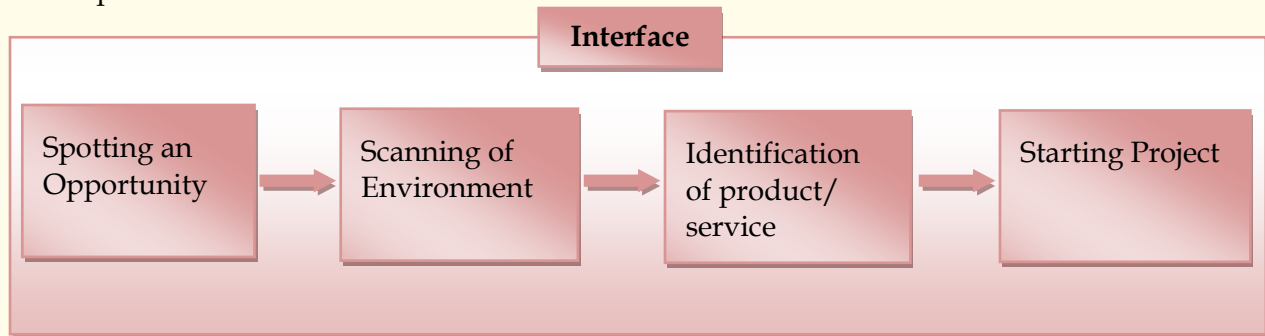 Interface
Spotting an
Opportunity
Scanning of
Environment
Identification
of product/
service
Starting Project